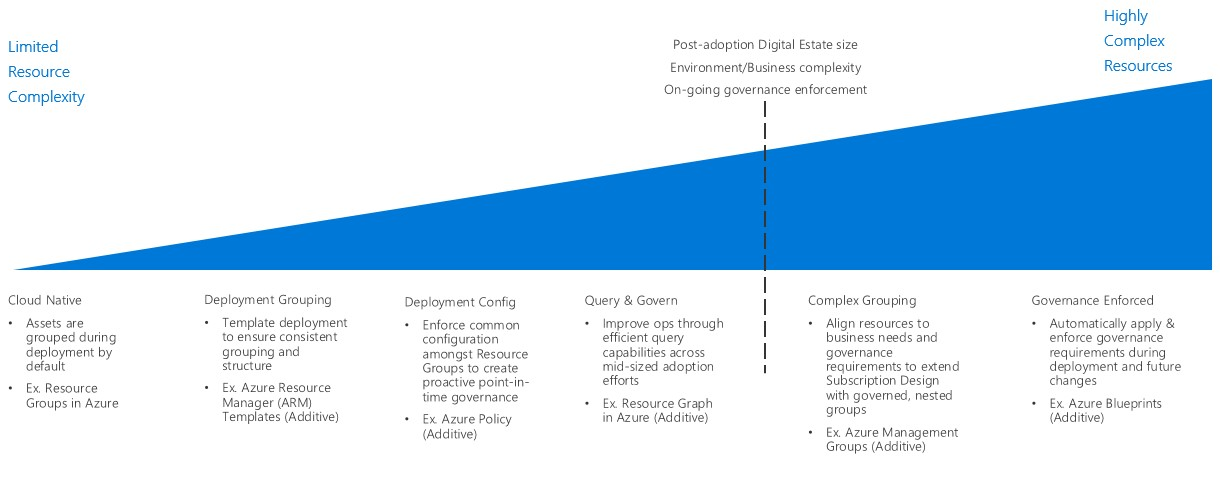 Limited
Resource
Complexity
Post-adoption Digital Estate size
Environment/Business complexity
On-going governance enforcement
Highly
Complex
Resources
Cloud Native
• Assets are
grouped during
deployment by
default
• Ex. Resource
Groups in Azure
Deployment Grouping
• Template deployment
to ensure consistent
grouping and
structure
• Ex. Azure Resource
Manager (ARM)
Templates (Additive)
Deployment Config
• Enforce common
configuration
amongst Resource
Groups to create
proactive point-in-
time governance
• Ex. Azure Policy
(Additive)
Query & Govern
• Improve ops through
efficient query
capabilities across
mid-sized adoption
efforts
• Ex. Resource Graph
in Azure (Additive)
Complex Grouping
• Align resources to
business needs and
governance
requirements to extend
Subscription Design
with governed, nested
groups
• Ex. Azure Management
Groups (Additive)
Governance Enforced
• Automatically apply &
enforce governance
requirements during
deployment and future
changes
• Ex. Azure Blueprints
(Additive)